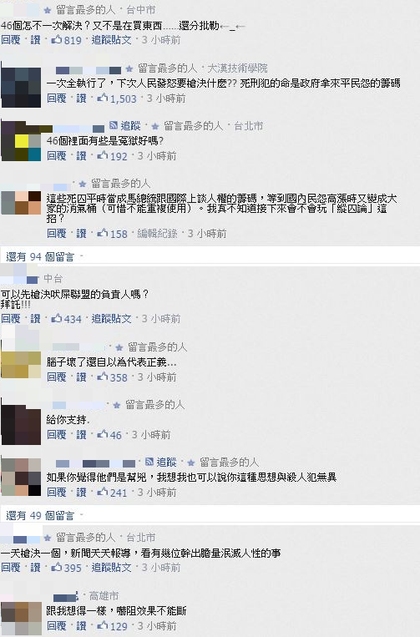 ★ 留言最多的人 · 台中市
46個怎不一次解決？又不是在買東西......還分批勒←_←
回覆 · 讚 · 819 · 追蹤貼文 · 3 小時前
★ 留言最多的人 · 大漢技術學院
一次全執行了，下次人民發怒要槍決什麼?? 死刑犯的命是政府拿來平民怨的籌碼
回覆 · 讚 · 1,503 · 3 小時前
追蹤 · ★ 留言最多的人 · 台北市
46個裡面有些是冤獄好嗎?
回覆 · 讚 · 192 · 3 小時前
★ 留言最多的人
這些死囚平時當成馬總統跟國際上談人權的籌碼，等到國內民怨高漲時又變成大
家的消氣桶（可惜不能重複使用）。我真不知道接下來會不會玩「縱囚論」這
招？
回覆 · 讚 · 158 · 編輯紀錄 · 3 小時前
還有 94 個留言
中台
可以先槍決吠屎聯盟的負責人嗎？
拜託!!!
回覆 · 讚 · 434 · 追蹤貼文 · 3 小時前
★ 留言最多的人
腦子壞了還自以為代表正義...
回覆 · 讚 · 358 · 3 小時前
★ 留言最多的人
給你支持.
回覆 · 讚 · 46 · 3 小時前
追蹤 · ★ 留言最多的人
如果你覺得他們是幫兇，我想我也可以說你這種思想與殺人犯無異
回覆 · 讚 · 241 · 3 小時前
還有 49 個留言
★ 留言最多的人 · 台北市
一天槍決一個，新聞天天報導，看有幾位幹出膽量泯滅人性的事
回覆 · 讚 · 395 · 追蹤貼文 · 3 小時前
· 高雄市
跟我想得一樣，嚇阻效果不能斷
回覆 · 讚 · 129 · 3 小時前